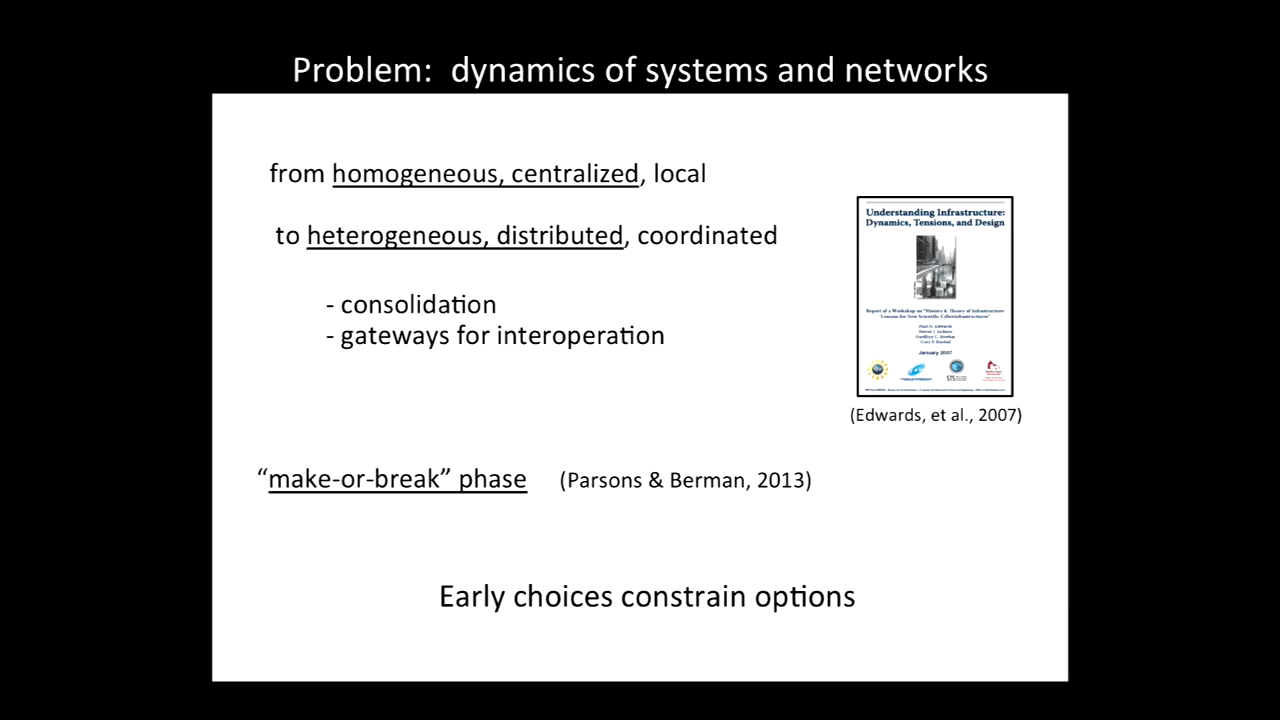 Problem: dynamics of systems and networks
from homogeneous, centralized, local
to heterogeneous, distributed, coordinated
- consolidation
- gateways for interoperation
Understanding Infrastructure:
Dynamics, Tensions, and Design
Report of a Workshop on "History & Theory of Infrastructure:
Lessons for New Scientific Cyberinfrastructures"
Paul N. Edwards
Steven J. Jackson
Geoffrey C. Bowker
Cory P. Knobel
January 2007
(Edwards, et al., 2007)
"make-or-break" phase (Parsons & Berman, 2013)
Early choices constrain options